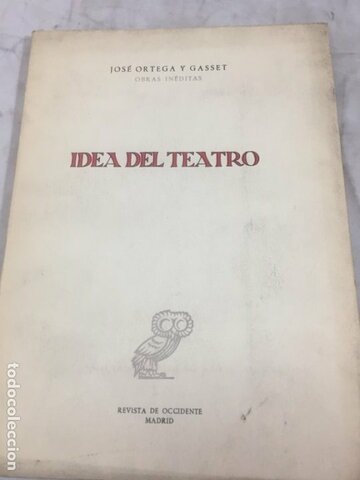 JOSÉ ORTEGA Y GASSET
OBRAS INÉDITAS
IDEA DEL TEATRO
REVISTA DE OCCIDENTE
MADRID
todocoleccion